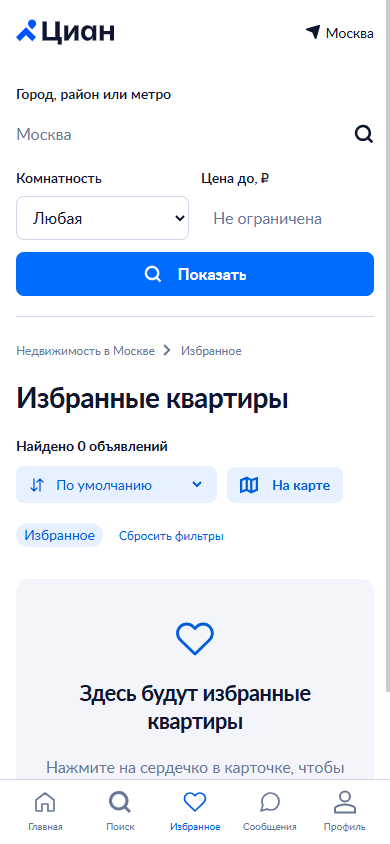 Циан
Москва
Город, район или метро
Москва
Комнатность
Цена до, ₽
Любая
Не ограничена
Показать
Недвижимость в Москве > Избранное
Избранные квартиры
Найдено 0 объявлений
По умолчанию
На карте
Избранное
Сбросить фильтры
Здесь будут избранные
квартиры
Нажмите на сердечко в карточке, чтобы
Главная
Поиск
Избранное
Сообщения
Профиль